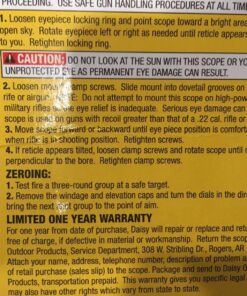 PROCEEDING. USE SAFE GUN HANDLING PROCEDURES AT ALL TIM
1. Loosen eyepiece locking ring and point scope toward a bright are
open sky. Rotate eyepiece left or right as needed until reticle appears
to you. Retighten locking ring.
CAUTION: DO NOT LOOK AT THE SUN WITH THIS SCOPE OR YO
UNPROTECTED EYE AS PERMANENT EYE DAMAGE CAN RESULT.
2. Loosen mount clamp screws. Slide mount into dovetail grooves on
rifle or airgun. NOTE: Do not attempt to mount this scope on high-pow
military rifles since eye relief is inadequate. Serious eye damage can
scope is used on guns with recoil greater than that of a .22 cal. rifle or
3. Move scope forward or backward until eye piece position is comfort
when rifle is in shooting position. Retighten screws.
4. If reticle appears tilted, loosen clamp screws and rotate scope until r
perpendicular to the bore. Retighten clamp screws.
ZEROING:
1. Test fire a three-round group at a safe target.
2. Remove the windage and elevation caps and turn the dials in the dire
bring the next group to the point of aim.
LIMITED ONE YEAR WARRANTY
For one year from date of purchase, Daisy will repair or replace and ret
free of charge, if defective in material or workmanship. Return the scop
Outdoor Products, Service Department, 308 W. Stribling Dr., Rogers, AR
Attach your name, address, telephone number, description of problem a
of retail purchase (sales slip) to the scope. Package and send to Daisy O
Products, transportation prepaid. This warranty gives you specific legal
may also have other rights which vary from state to state.